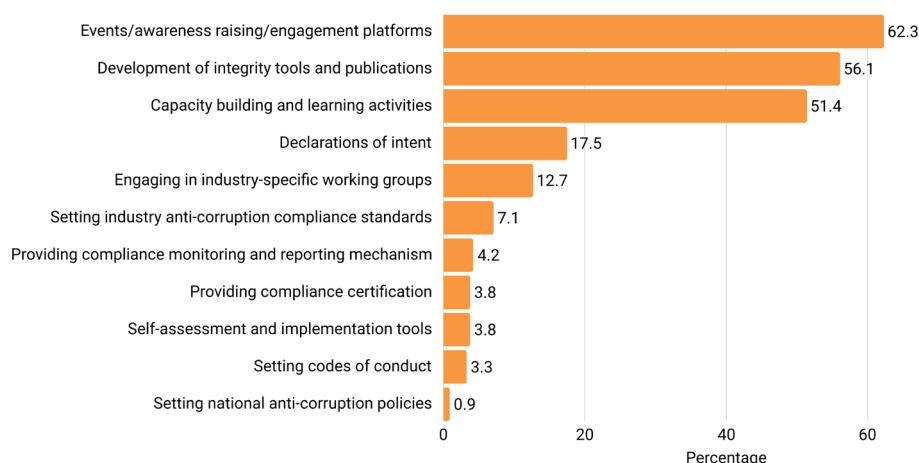 Events/awareness raising/engagement platforms 62.3
Development of integrity tools and publications 56.1
Capacity building and learning activities 51.4
Declarations of intent 17.5
Engaging in industry-specific working groups 12.7
Setting industry anti-corruption compliance standards 7.1
Providing compliance monitoring and reporting mechanism 4.2
Providing compliance certification 3.8
Self-assessment and implementation tools 3.8
Setting codes of conduct 3.3
Setting national anti-corruption policies 0.9
0 20 40 60
Percentage